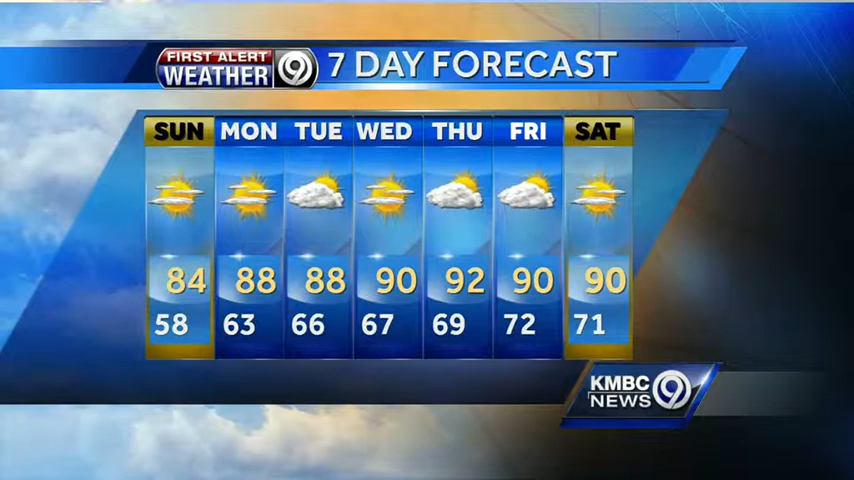 FIRST ALERT
WEATHER 9
7 DAY FORECAST
SUN MON TUE WED THU FRI SAT
84 88 88 90 92 90 90
58 63 66 67 69 72 71
KMBC 9
NEWS